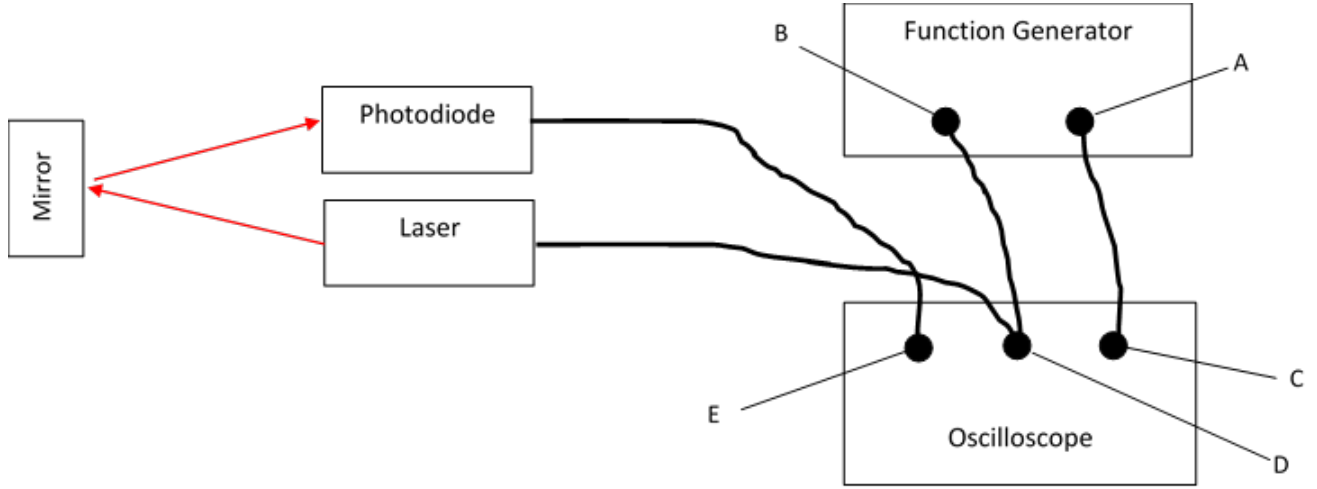 Function Generator
B
A
Photodiode
Mirror
Laser
C
E
Oscilloscope
D